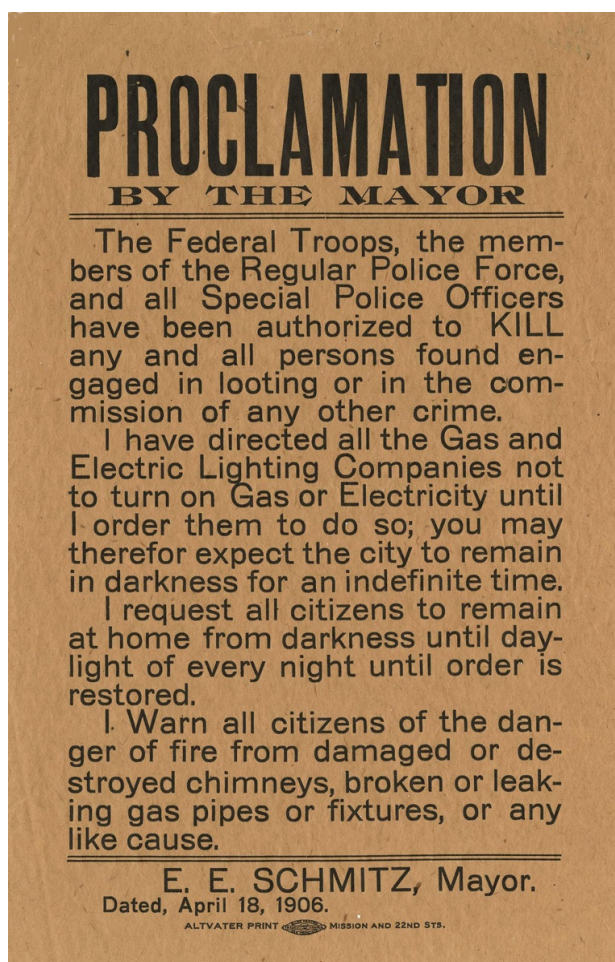 PROCLAMATION
BY THE MAYOR
The Federal Troops, the mem-
bers of the Regular Police Force,
and all Special Police Officers
have been authorized to KILL
any and all persons found en-
gaged in looting or in the com-
mission of any other crime.
I have directed all the Gas and
Electric Lighting Companies not
to turn on Gas or Electricity until
I order them to do so; you may
therefor expect the city to remain
in darkness for an indefinite time.
I request all citizens to remain
at home from darkness until day-
light of every night until order is
restored.
I Warn all citizens of the dan-
ger of fire from damaged or de-
stroyed chimneys, broken or leak-
ing gas pipes or fixtures, or any
like cause.
E. E. SCHMITZ, Mayor.
Dated, April 18, 1906.
ALTVATER PRINT MISSION AND 22ND STS.